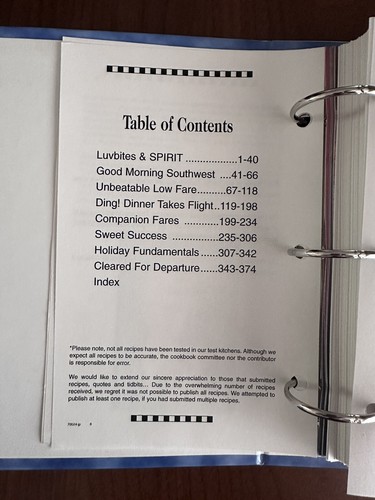 Table of Contents
Luvbites & SPIRIT ..................1-40
Good Morning Southwest ....41-66
Unbeatable Low Fare..........67-118
Ding! Dinner Takes Flight..119-198
Companion Fares ............199-234
Sweet Success ................235-306
Holiday Fundamentals......307-342
Cleared For Departure......343-374
Index
*Please note, not all recipes have been tested in our test kitchens. Although we
expect all recipes to be accurate, the cookbook committee nor the contributor
is responsible for error.
We would like to extend our sincere appreciation to those that submitted
recipes, quotes and tidbits... Due to the overwhelming number of recipes
received, we regret it was not possible to publish all recipes. We attempted to
publish at least one recipe, if you had submitted multiple recipes.